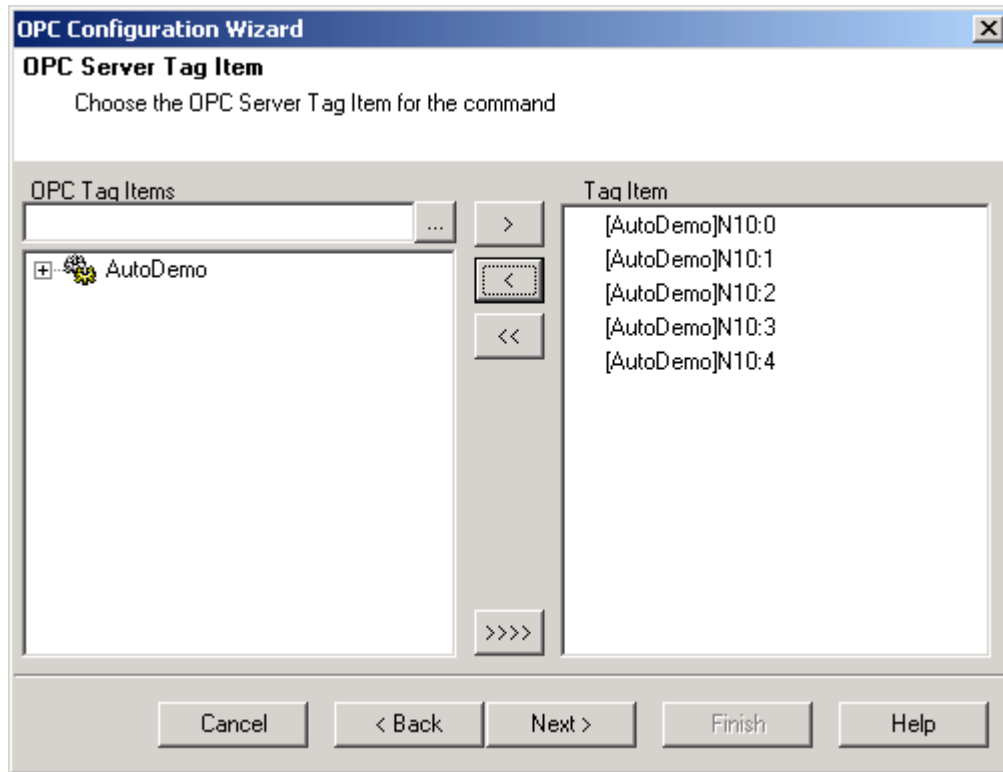 OPC Configuration Wizard
OPC Server Tag Item
Choose the OPC Server Tag Item for the command
OPC Tag Items
...
AutoDemo
>
<
<<
>>>>
Tag Item
[AutoDemo]N10:0
[AutoDemo]N10:1
[AutoDemo]N10:2
[AutoDemo]N10:3
[AutoDemo]N10:4
Cancel
< Back
Next >
Finish
Help